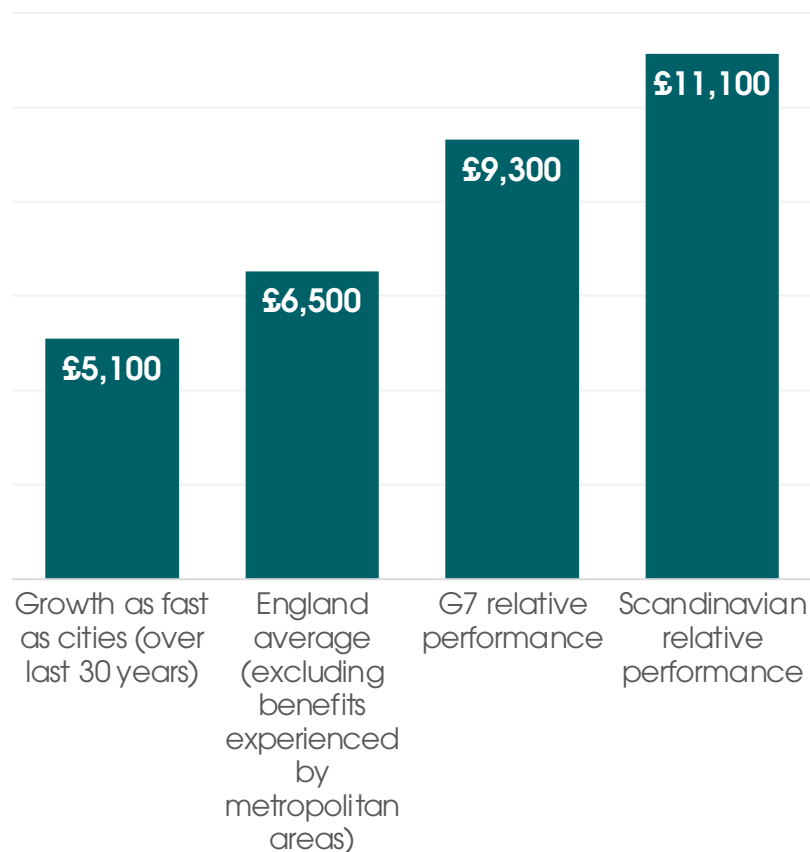 £11,100
£9,300
£6,500
£5,100
Growth as fast
as cities (over
last 30 years)
England
average
(excluding
benefits
experienced
by
metropolitan
areas)
G7 relative
performance
Scandinavian
relative
performance